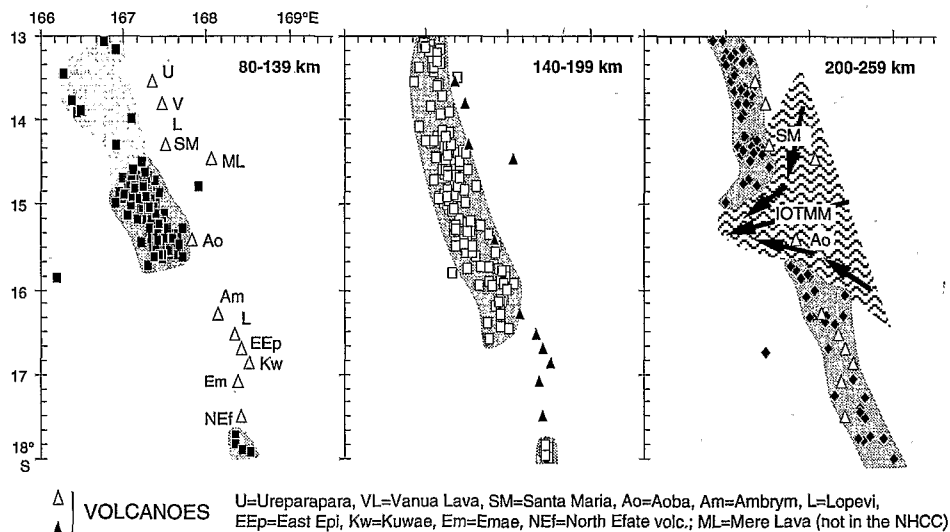 166 167 168 169°E
13 14 15 16 17 18°
S
80-139 km
U
V
L
SM
ML
Ao
Am
L
EEp
Kw
Em
NEf
140-199 km
200-259 km
SM
IOTMM
Ao
VOLCANOES
U=Ureparapara, VL=Vanua Lava, SM=Santa Maria, Ao=Aoba, Am=Ambrym, L=Lopevi,
EEp=East Epi, Kw=Kuwae, Em=Emae, NEf=North Efate volc.; ML=Mere Lava (not in the NHCC)